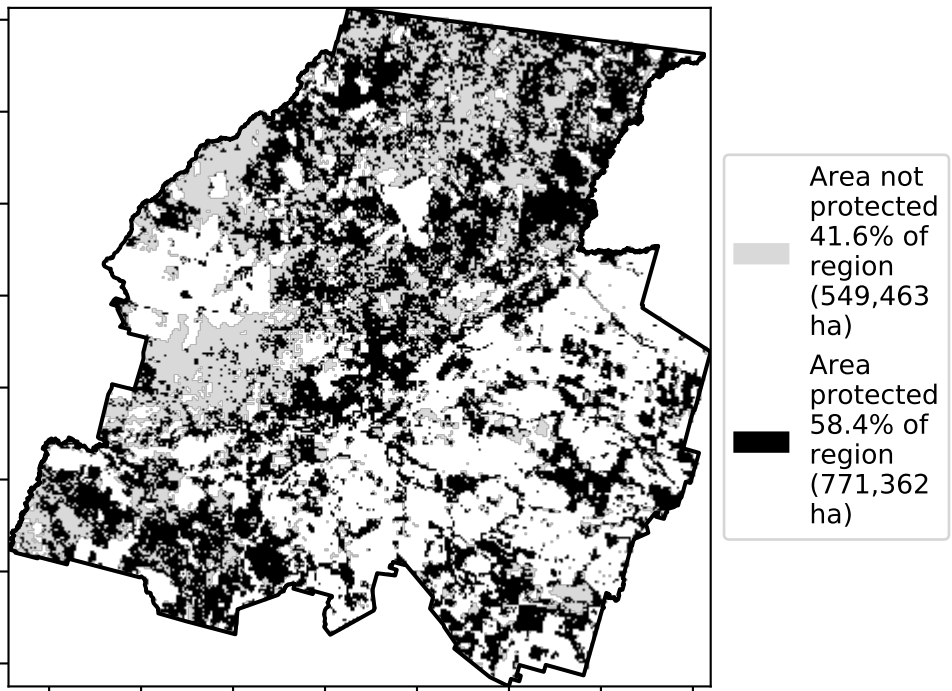 Area not
protected
41.6% of
region
(549,463
ha)
Area
protected
58.4% of
region
(771,362
ha)